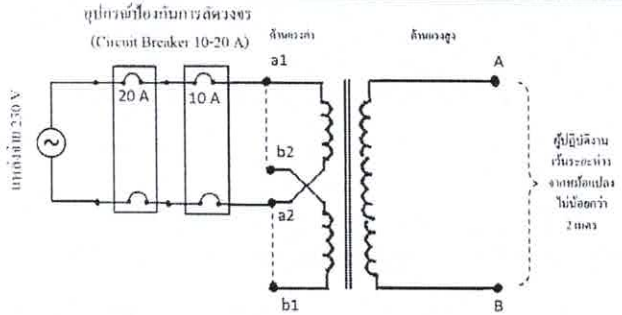 อุปกรณ์ป้องกันการลัดวงจร
(Circuit Breaker 10-20 A)
ด้านแรงต่ำ
ด้านแรงสูง
a1
A
20 A
10 A
แหล่งจ่าย 230 V
b2
a2
ผู้ปฏิบัติงาน
เว้นระยะห่าง
จากหม้อแปลง
ไม่น้อยกว่า
2 เมตร
b1
B